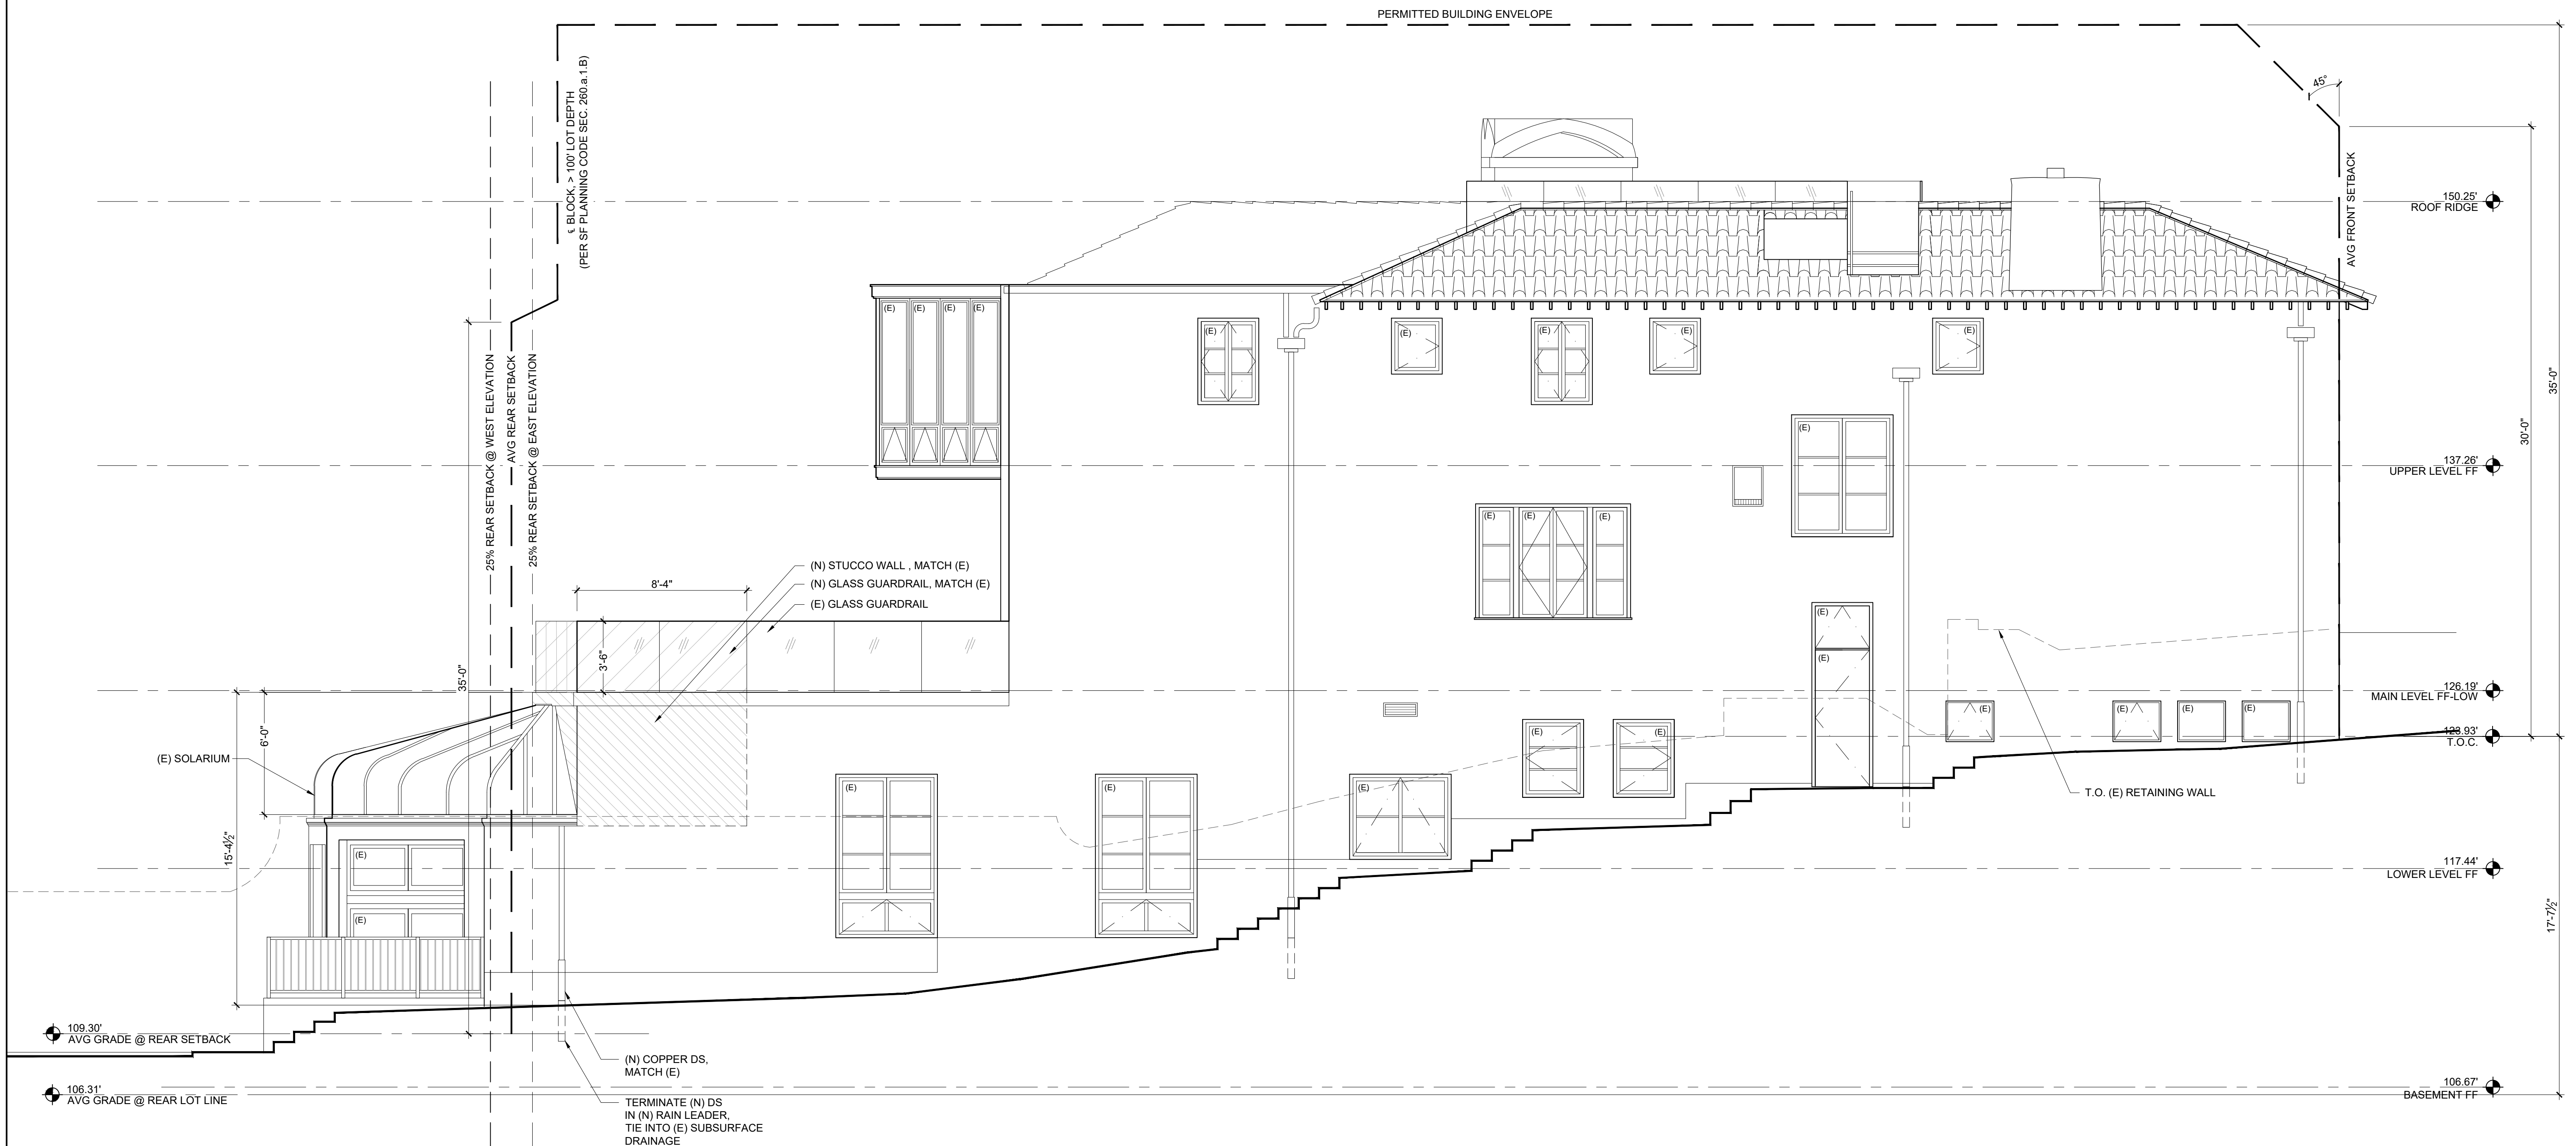 PERMITTED BUILDING ENVELOPE
℄ BLOCK, > 100' LOT DEPTH
(PER SF PLANNING CODE SEC. 260.a.1.B)
45°
AVG FRONT SETBACK
150.25'
ROOF RIDGE
35'-0"
30'-0"
(E)
(E)
(E)
(E)
(E)
(E)
(E)
(E)
(E)
25% REAR SETBACK @ WEST ELEVATION
AVG REAR SETBACK
25% REAR SETBACK @ EAST ELEVATION
35'-0"
137.26'
UPPER LEVEL FF
(E)
(E)
(E)
(E)
(N) STUCCO WALL , MATCH (E)
(N) GLASS GUARDRAIL, MATCH (E)
(E) GLASS GUARDRAIL
8'-4"
3'-6"
(E)
(E)
126.19'
MAIN LEVEL FF-LOW
(E)
(E)
(E)
(E)
(E)
(E)
123.93'
T.O.C.
6'-0"
(E) SOLARIUM
15'-4½"
(E)
(E)
(E)
T.O. (E) RETAINING WALL
(E)
(E)
117.44'
LOWER LEVEL FF
17'-7½"
109.30'
AVG GRADE @ REAR SETBACK
(N) COPPER DS,
MATCH (E)
106.31'
AVG GRADE @ REAR LOT LINE
TERMINATE (N) DS
IN (N) RAIN LEADER,
TIE INTO (E) SUBSURFACE
DRAINAGE
106.67'
BASEMENT FF